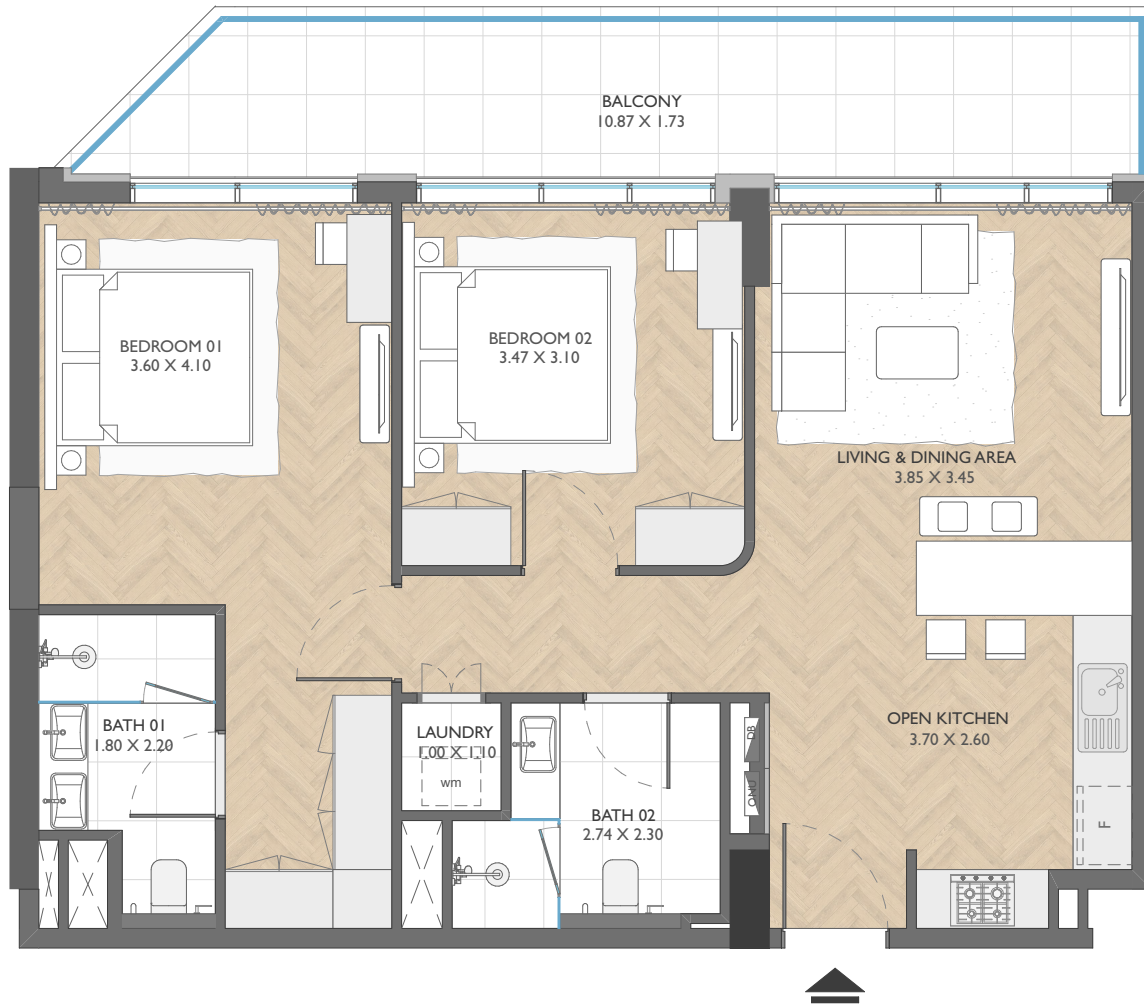 BALCONY
10.87 X 1.73
BEDROOM 01
3.60 X 4.10
BEDROOM 02
3.47 X 3.10
LIVING & DINING AREA
3.85 X 3.45
BATH 01
1.80 X 2.20
LAUNDRY
1.00 X 1.10
wm
BATH 02
2.74 X 2.30
DB
ONU
OPEN KITCHEN
3.70 X 2.60
F